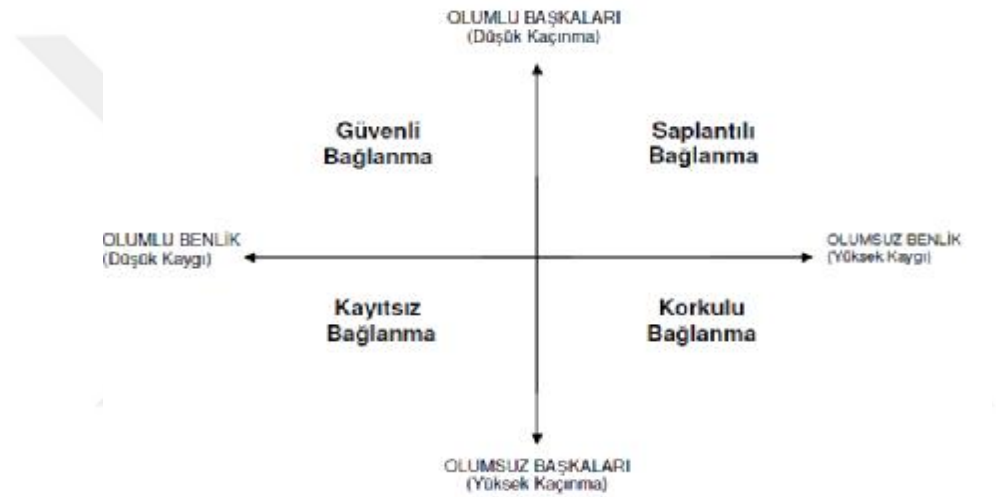 OLUMLU BAŞKALARI
(Düşük Kaçınma)
Güvenli
Bağlanma
Saplantılı
Bağlanma
OLUMLU BENLİK
(Düşük Kaygı)
OLUMSUZ BENLİK
(Yüksek Kaygı)
Kayıtsız
Bağlanma
Korkulu
Bağlanma
OLUMSUZ BAŞKALARI
(Yüksek Kaçınma)